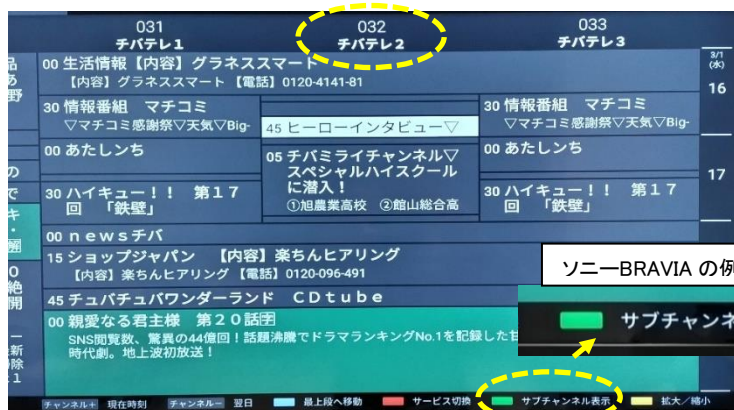 031
チバテレ1
032
チバテレ2
033
チバテレ3
3/1
(水)
16
17
00 生活情報【内容】グラネススマート
【内容】グラネススマート 【電話】0120-4141-81
30 情報番組 マチコミ
▽マチコミ感謝祭▽天気▽Big-
45 ヒーローインタビュー▽
30 情報番組 マチコミ
▽マチコミ感謝祭▽天気▽Big-
00 あたしンち
05 チバミライチャンネル▽
スペシャルハイスクール
に潜入！
①旭農業高校 ②館山総合高
00 あたしンち
30 ハイキュー！！ 第１７
回 「鉄壁」
30 ハイキュー！！ 第１７
回 「鉄壁」
00 ｎｅｗｓチバ
15 ショップジャパン 【内容】楽ちんヒアリング
【内容】楽ちんヒアリング 【電話】0120-096-491
45 チュバチュバワンダーランド ＣＤｔｕｂｅ
00 親愛なる君主様 第２０話字
SNS閲覧数、驚異の44億回！話題沸騰でドラマランキングNo.1を記録した甘
時代劇。地上波初放送！
品
あ
野
の
で
キ
・
解
0
絶
開
ー
新
除
1
ソニーBRAVIA の例
サブチャンネ
チャンネル＋ 現在時刻 チャンネルー 翌日 最上段へ移動 サービス切換 サブチャンネル表示 拡大／縮小